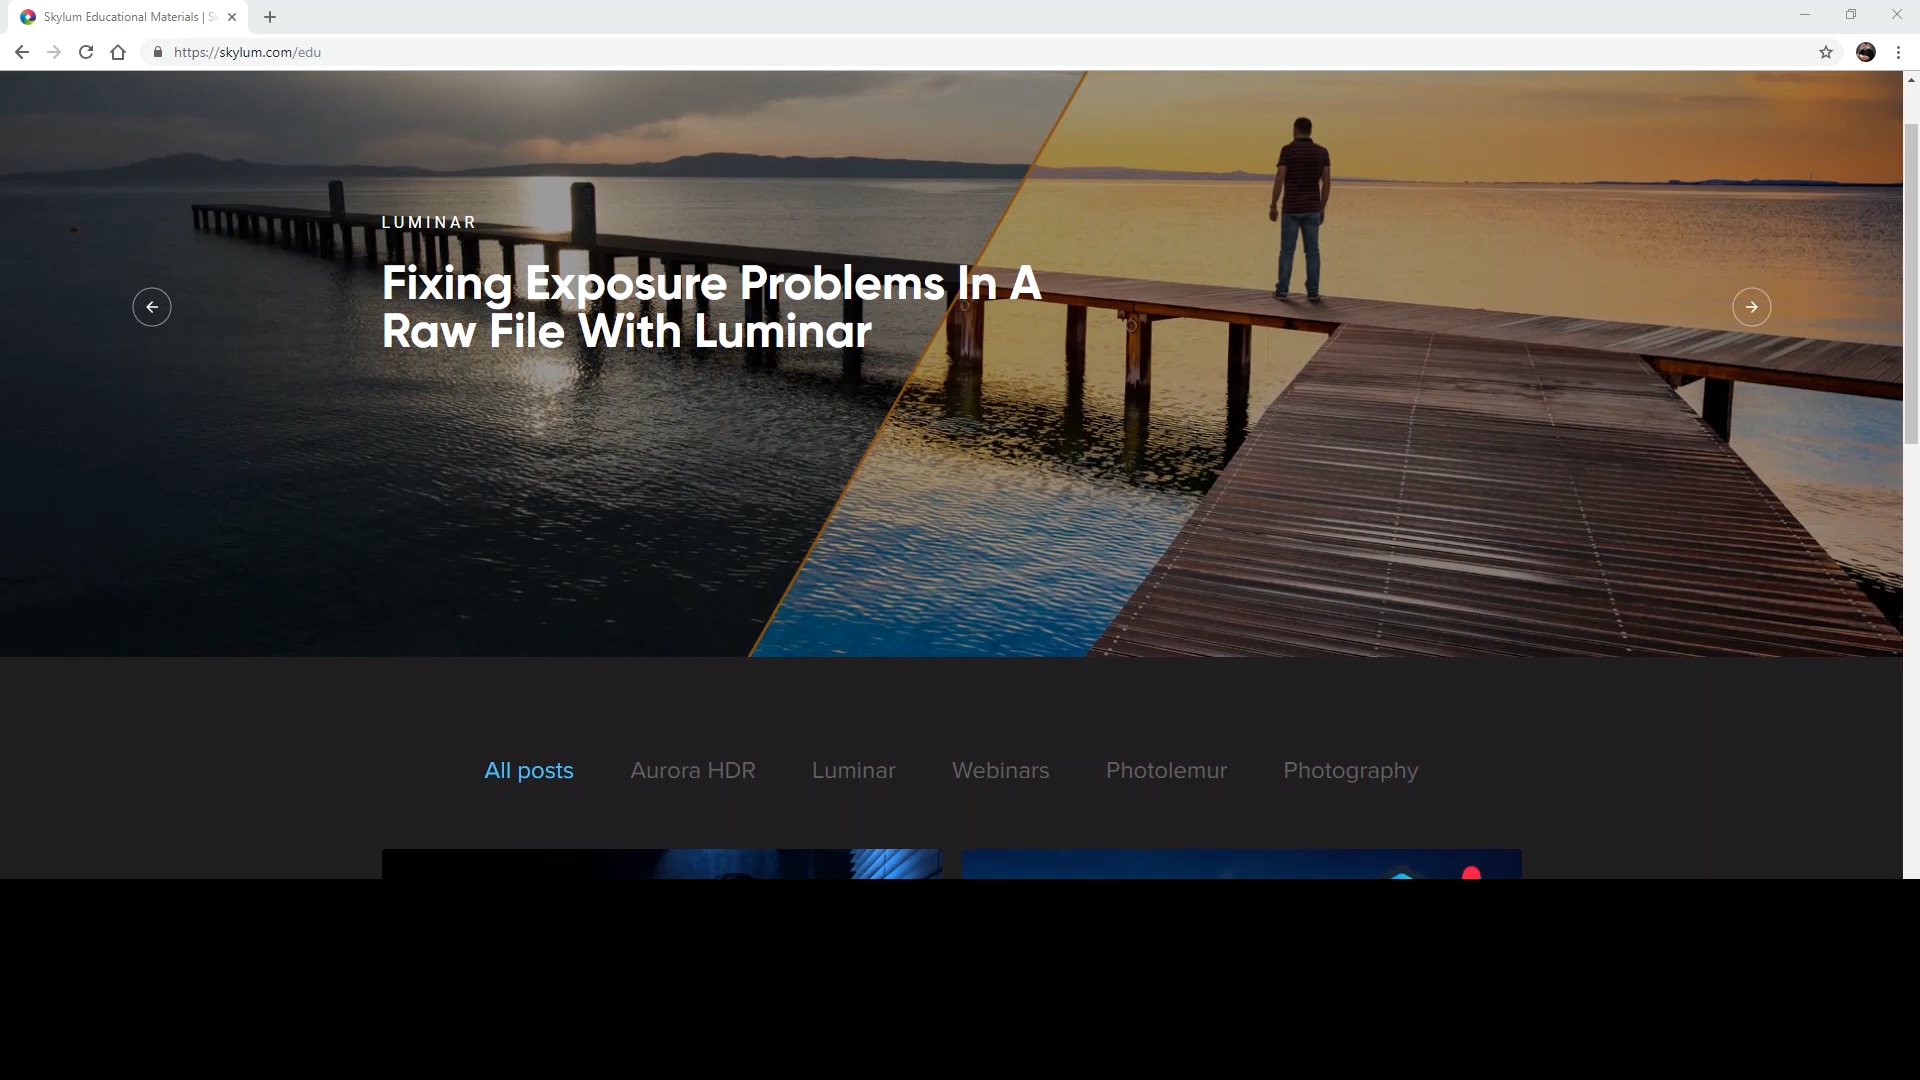 Skylum Educational Materials | S
https://skylum.com/edu
LUMINAR
Fixing Exposure Problems In A
Raw File With Luminar
All posts Aurora HDR Luminar Webinars Photolemur Photography